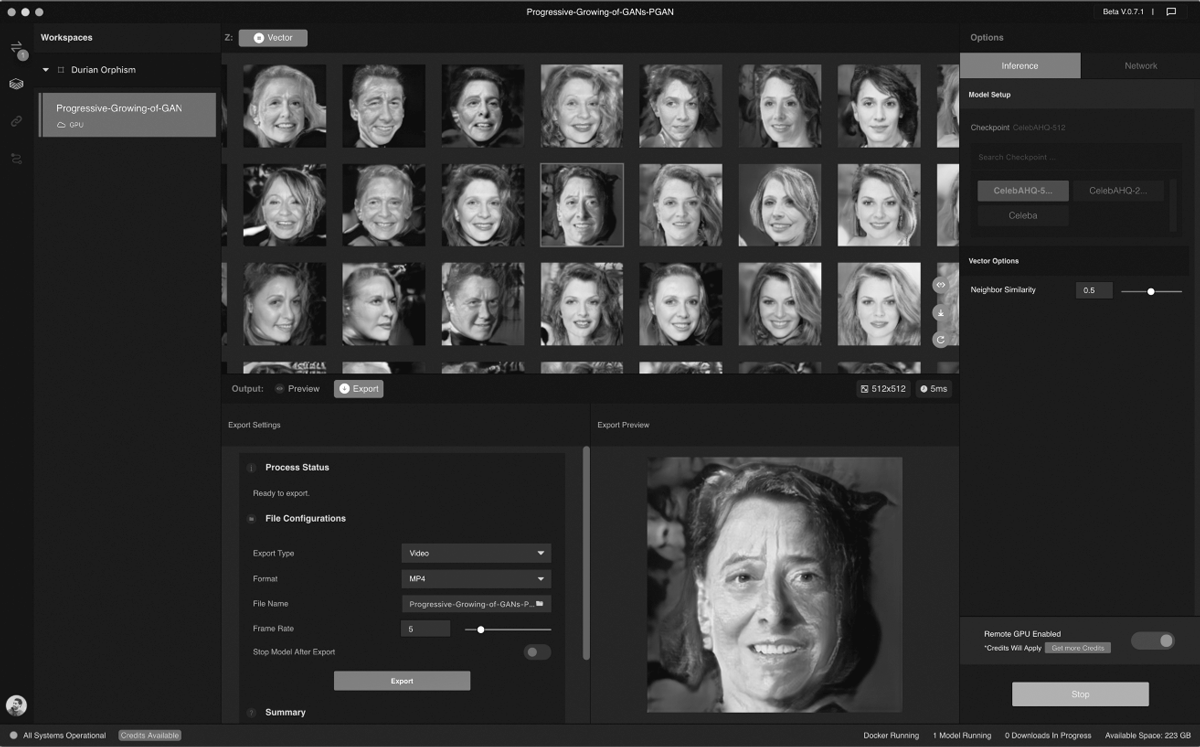 Progressive-Growing-of-GANs-PGAN
Beta V.0.7.1 |
Workspaces
Z: Vector
Options
1
Durian Orphism
Inference Network
Progressive-Growing-of-GAN
GPU
Model Setup
Checkpoint CelebAHQ-512
Search Checkpoint ...
CelebAHQ-5... CelebAHQ-2...
Celeba
Vector Options
Neighbor Similarity 0.5
Output: Preview Export 512x512 5ms
Export Settings
Export Preview
Process Status
Ready to export.
File Configurations
Export Type Video
Format MP4
File Name Progressive-Growing-of-GANs-P...
Frame Rate 5
Stop Model After Export
Export
Summary
Remote GPU Enabled
*Credits Will Apply Get more Credits
Stop
All Systems Operational Credits Available
Docker Running 1 Model Running 0 Downloads In Progress Available Space: 223 GB